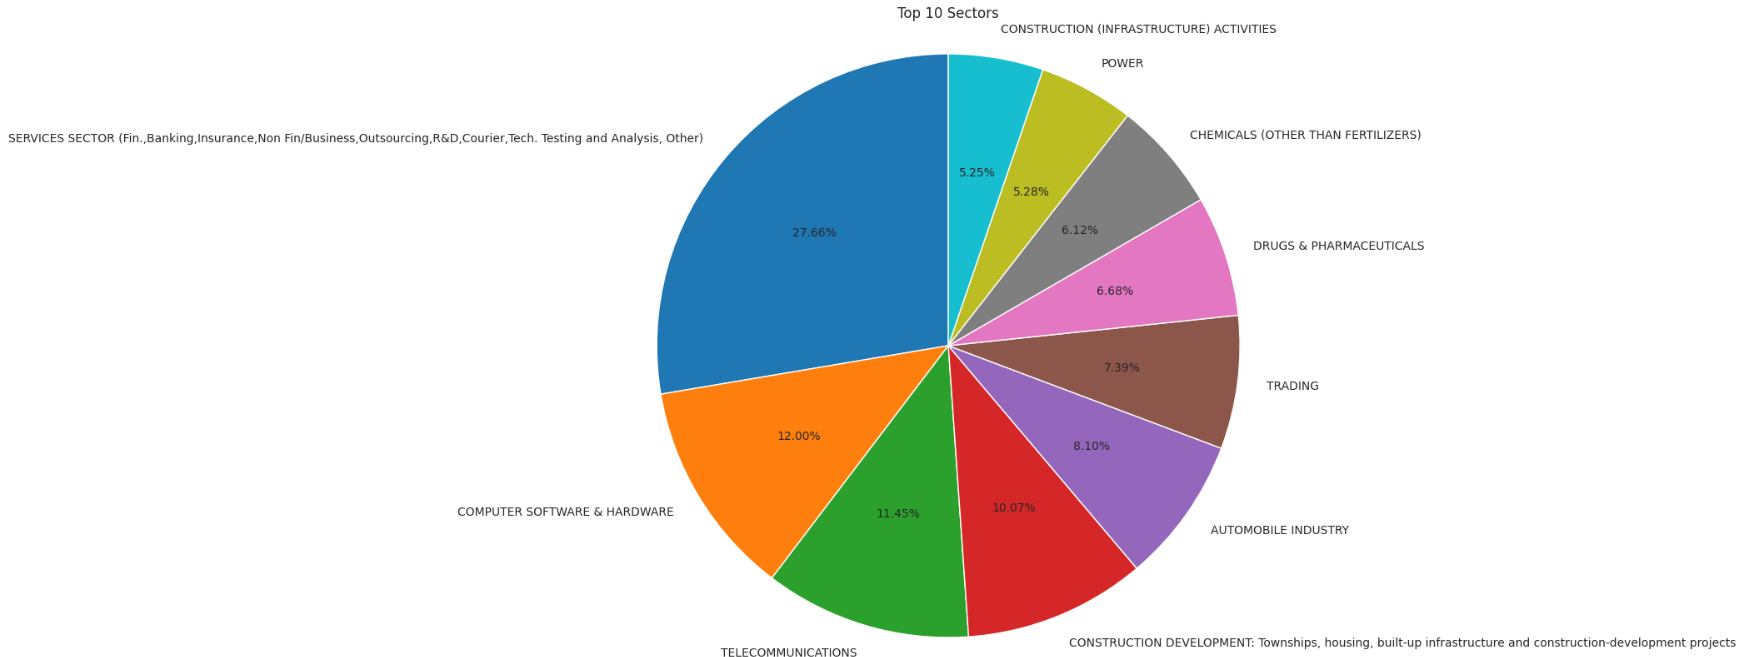 Top 10 Sectors
CONSTRUCTION (INFRASTRUCTURE) ACTIVITIES
POWER
CHEMICALS (OTHER THAN FERTILIZERS)
SERVICES SECTOR (Fin.,Banking,Insurance,Non Fin/Business,Outsourcing,R&D,Courier,Tech. Testing and Analysis, Other)
5.25%
5.28%
6.12%
27.66%
DRUGS & PHARMACEUTICALS
6.68%
7.39%
TRADING
12.00%
8.10%
COMPUTER SOFTWARE & HARDWARE
11.45%
10.07%
AUTOMOBILE INDUSTRY
CONSTRUCTION DEVELOPMENT: Townships, housing, built-up infrastructure and construction-development projects
TELECOMMUNICATIONS